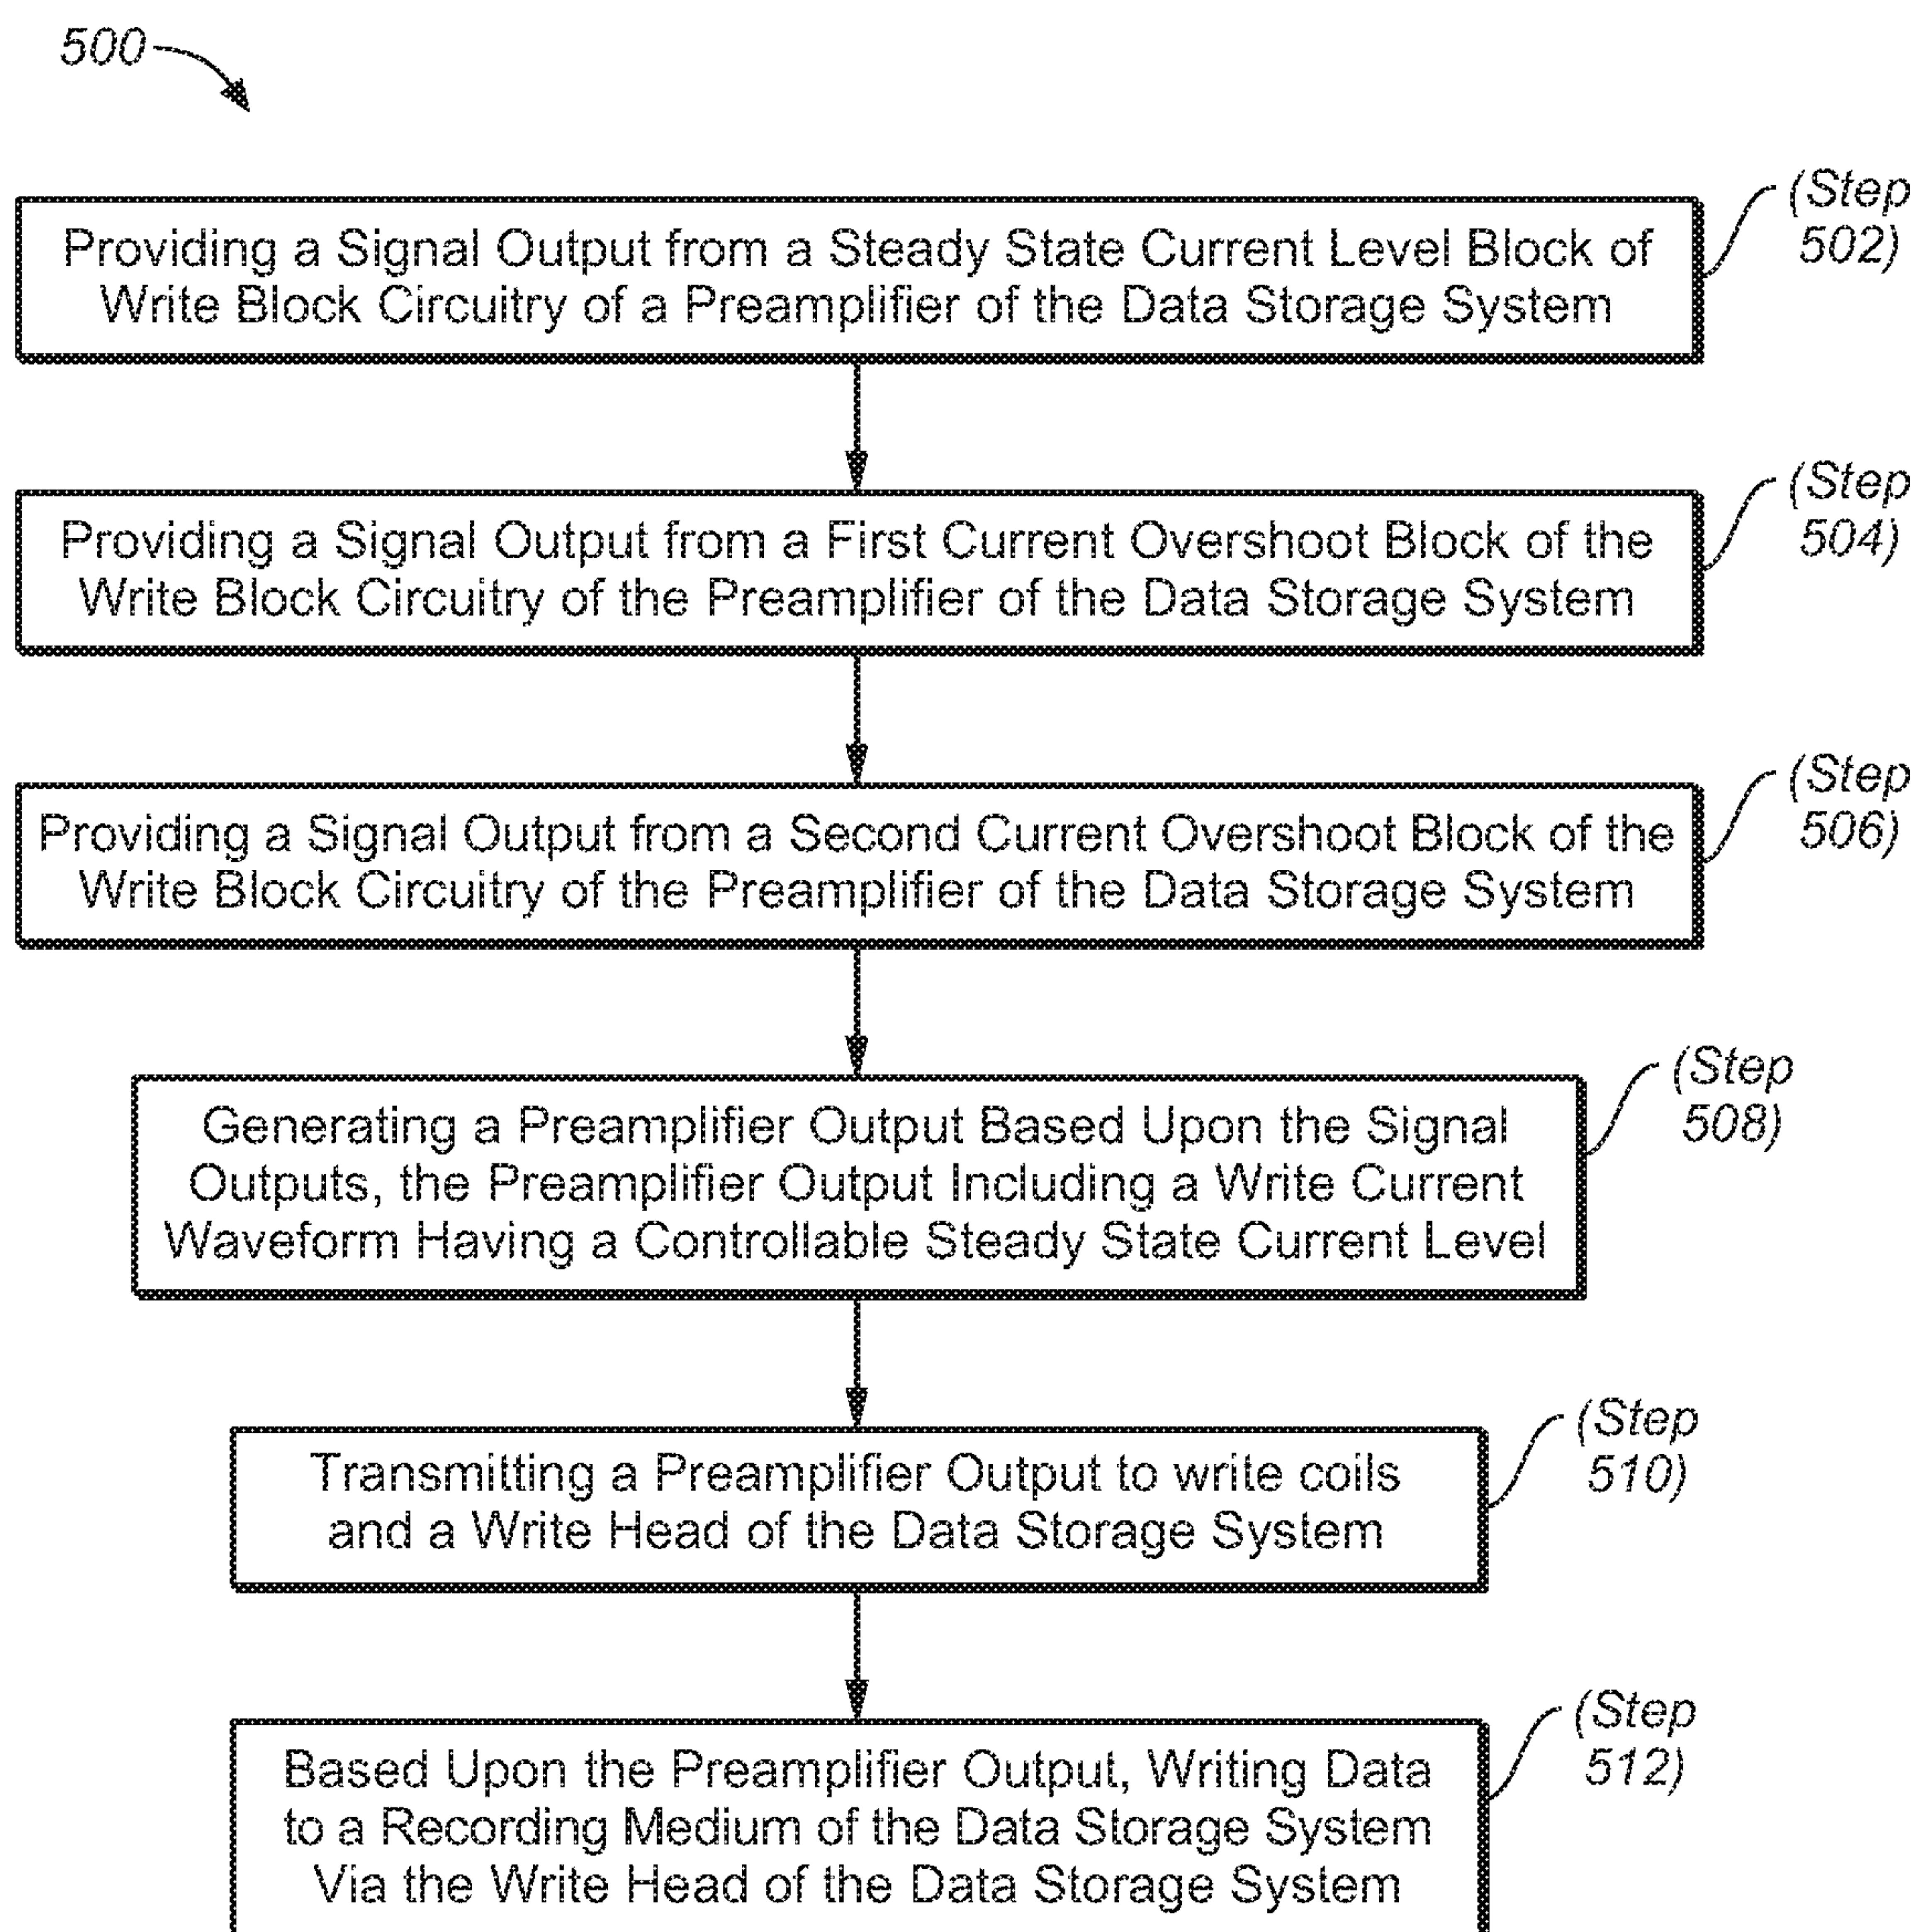 500
Providing a Signal Output from a Steady State Current Level Block of
Write Block Circuitry of a Preamplifier of the Data Storage System
(Step
502)
Providing a Signal Output from a First Current Overshoot Block of the
Write Block Circuitry of the Preamplifier of the Data Storage System
(Step
504)
Providing a Signal Output from a Second Current Overshoot Block of the
Write Block Circuitry of the Preamplifier of the Data Storage System
(Step
506)
Generating a Preamplifier Output Based Upon the Signal
Outputs, the Preamplifier Output Including a Write Current
Waveform Having a Controllable Steady State Current Level
(Step
508)
Transmitting a Preamplifier Output to write coils
and a Write Head of the Data Storage System
(Step
510)
Based Upon the Preamplifier Output, Writing Data
to a Recording Medium of the Data Storage System
Via the Write Head of the Data Storage System
(Step
512)